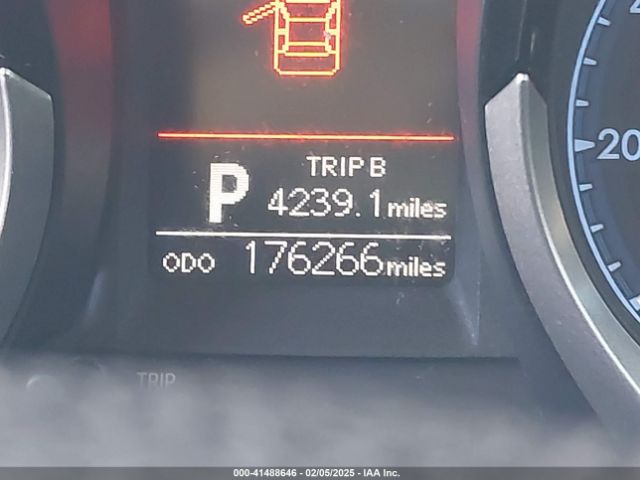 TRIP B
P
4239.1 miles
20
ODO 176266 miles
TRIP
000-41488646 | 02/05/2025 - IAA Inc.